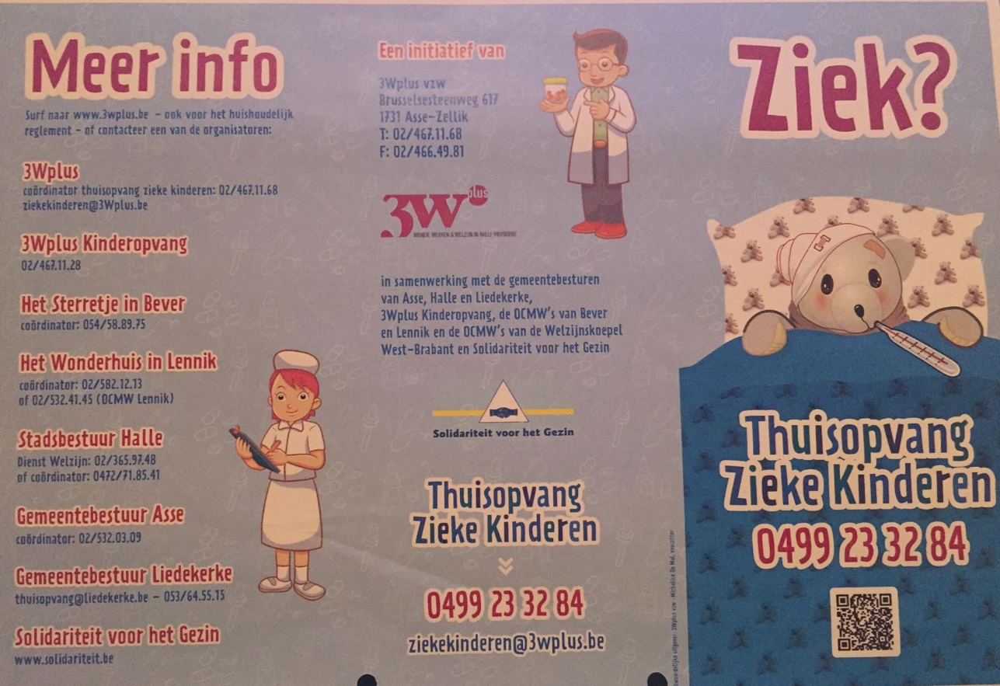 Meer info
Surf naar www.3wplus.be - ook voor het huishoudelijk
reglement - of contacteer een van de organisatoren:
3Wplus
coördinator thuisopvang zieke kinderen: 02/467.11.68
ziekekinderen@3Wplus.be
3Wplus Kinderopvang
02/467.11.28
Het Sterretje in Bever
coördinator: 054/58.89.75
Het Wonderhuis in Lennik
coördinator: 02/582.12.13
of 02/532.41.45 (OCMW Lennik)
Stadsbestuur Halle
Dienst Welzijn: 02/365.97.48
of coördinator: 0472/71.85.41
Gemeentebestuur Asse
coördinator: 02/532.03.09
Gemeentebestuur Liedekerke
thuisopvang@liedekerke.be - 053/64.55.15
Solidariteit voor het Gezin
www.solidariteit.be
Een initiatief van
3Wplus vzw
Brusselsesteenweg 617
1731 Asse-Zellik
T: 02/467.11.68
F: 02/466.49.81
3W plus
WONEN, WERKEN & WELZIJN IN HALLE-VILVOORDE
in samenwerking met de gemeentebesturen
van Asse, Halle en Liedekerke,
3Wplus Kinderopvang, de OCMW's van Bever
en Lennik en de OCMW's van de Welzijnskoepel
West-Brabant en Solidariteit voor het Gezin
Solidariteit voor het Gezin
Thuisopvang
Zieke Kinderen
0499 23 32 84
ziekekinderen@3wplus.be
uitgever: 3Wplus vzw - Michelina De Mol, voorzitter
Ziek?
Thuisopvang
Zieke Kinderen
0499 23 32 84